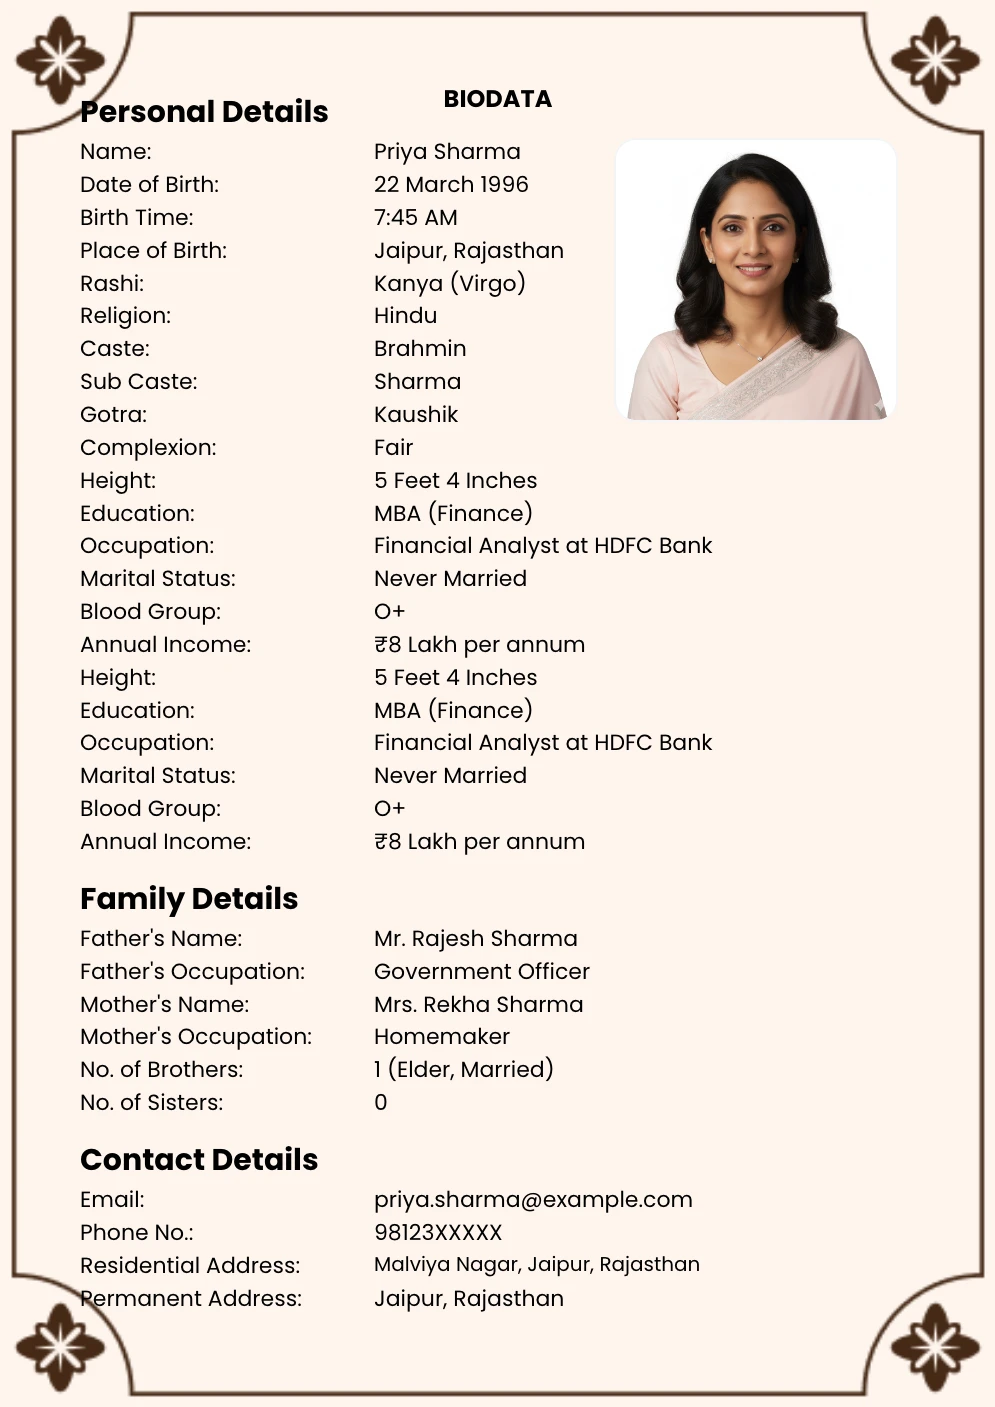 BIODATA
Personal Details
Name: Priya Sharma
Date of Birth: 22 March 1996
Birth Time: 7:45 AM
Place of Birth: Jaipur, Rajasthan
Rashi: Kanya (Virgo)
Religion: Hindu
Caste: Brahmin
Sub Caste: Sharma
Gotra: Kaushik
Complexion: Fair
Height: 5 Feet 4 Inches
Education: MBA (Finance)
Occupation: Financial Analyst at HDFC Bank
Marital Status: Never Married
Blood Group: O+
Annual Income: ₹8 Lakh per annum
Height: 5 Feet 4 Inches
Education: MBA (Finance)
Occupation: Financial Analyst at HDFC Bank
Marital Status: Never Married
Blood Group: O+
Annual Income: ₹8 Lakh per annum
Family Details
Father's Name: Mr. Rajesh Sharma
Father's Occupation: Government Officer
Mother's Name: Mrs. Rekha Sharma
Mother's Occupation: Homemaker
No. of Brothers: 1 (Elder, Married)
No. of Sisters: 0
Contact Details
Email: priya.sharma@example.com
Phone No.: 98123XXXXX
Residential Address: Malviya Nagar, Jaipur, Rajasthan
Permanent Address: Jaipur, Rajasthan